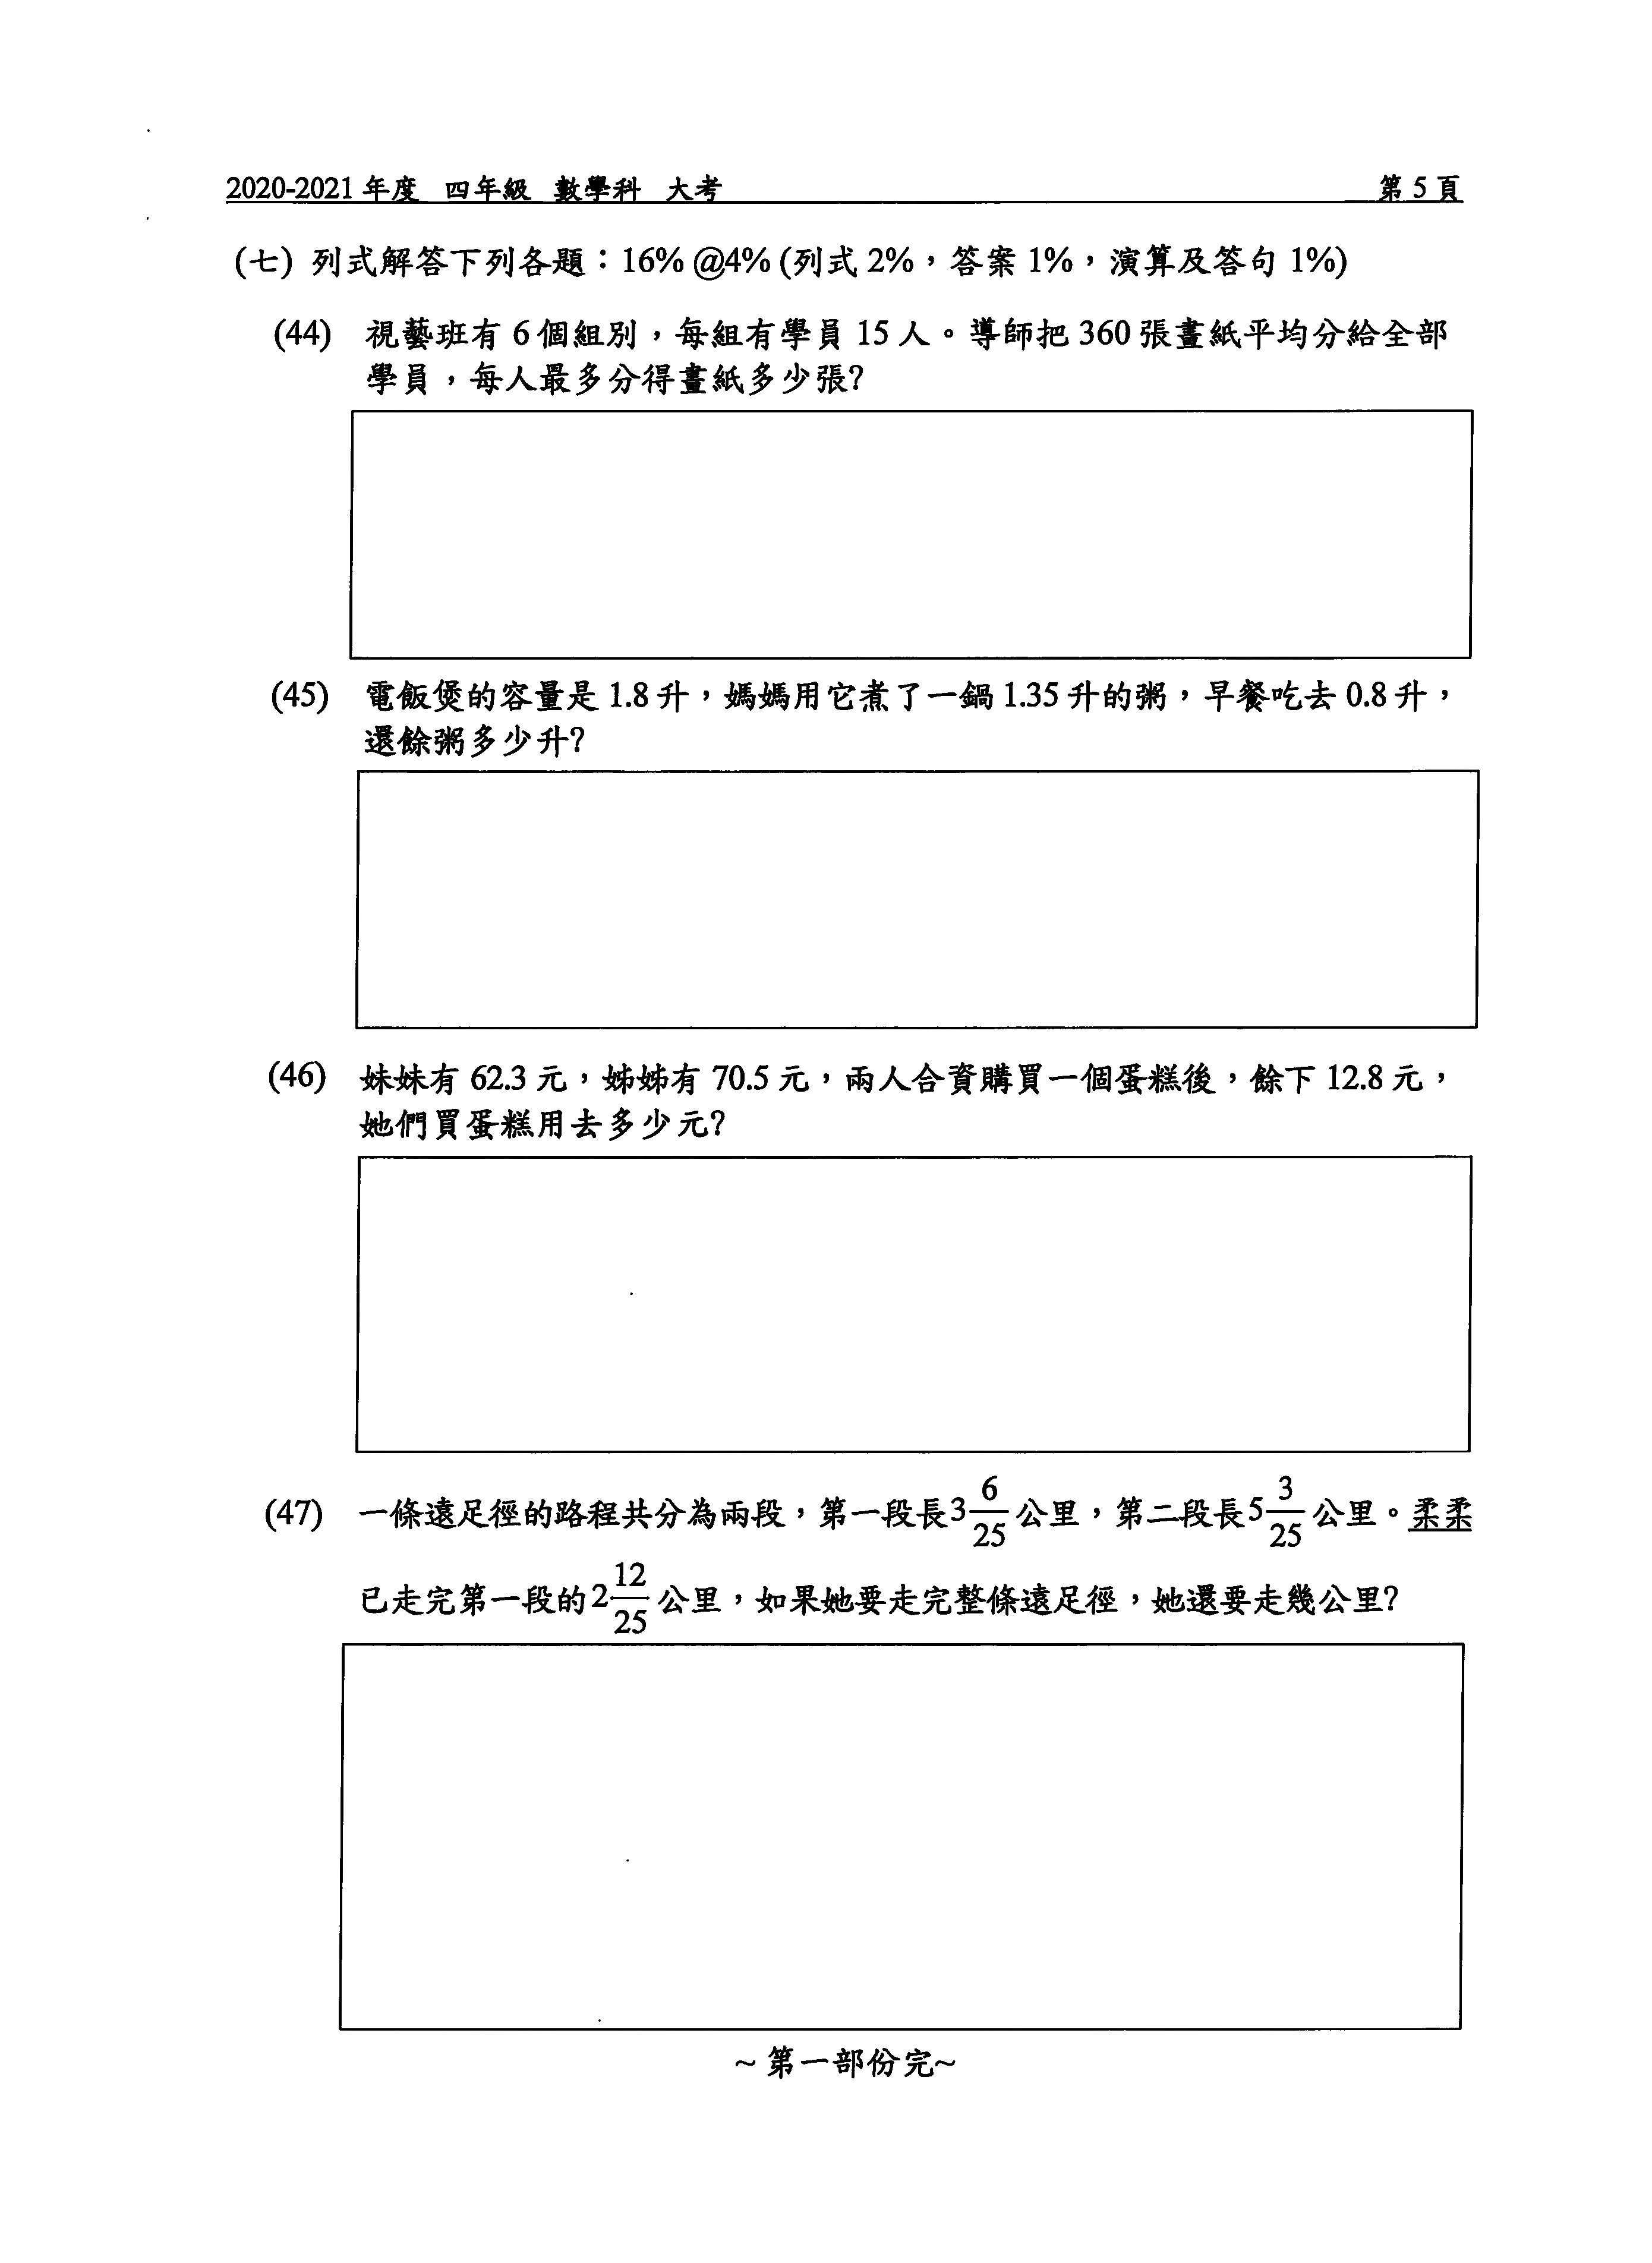 2020-2021 年度 四年級 數學科 大考 第 5 頁
(七) 列式解答下列各題：16% @4% (列式 2%，答案 1%，演算及答句 1%)
(44) 視藝班有 6 個組別，每組有學員 15 人。導師把 360 張畫紙平均分給全部
學員，每人最多分得畫紙多少張?
(45) 電飯煲的容量是 1.8 升，媽媽用它煮了一鍋 1.35 升的粥，早餐吃去 0.8 升，
還餘粥多少升?
(46) 妹妹有 62.3 元，姊姊有 70.5 元，兩人合資購買一個蛋糕後，餘下 12.8 元，
她們買蛋糕用去多少元?
(47) 一條遠足徑的路程共分為兩段，第一段長3 6/25 公里，第二段長5 3/25 公里。柔柔
已走完第一段的2 12/25 公里，如果她要走完整條遠足徑，她還要走幾公里?
~ 第一部份完~